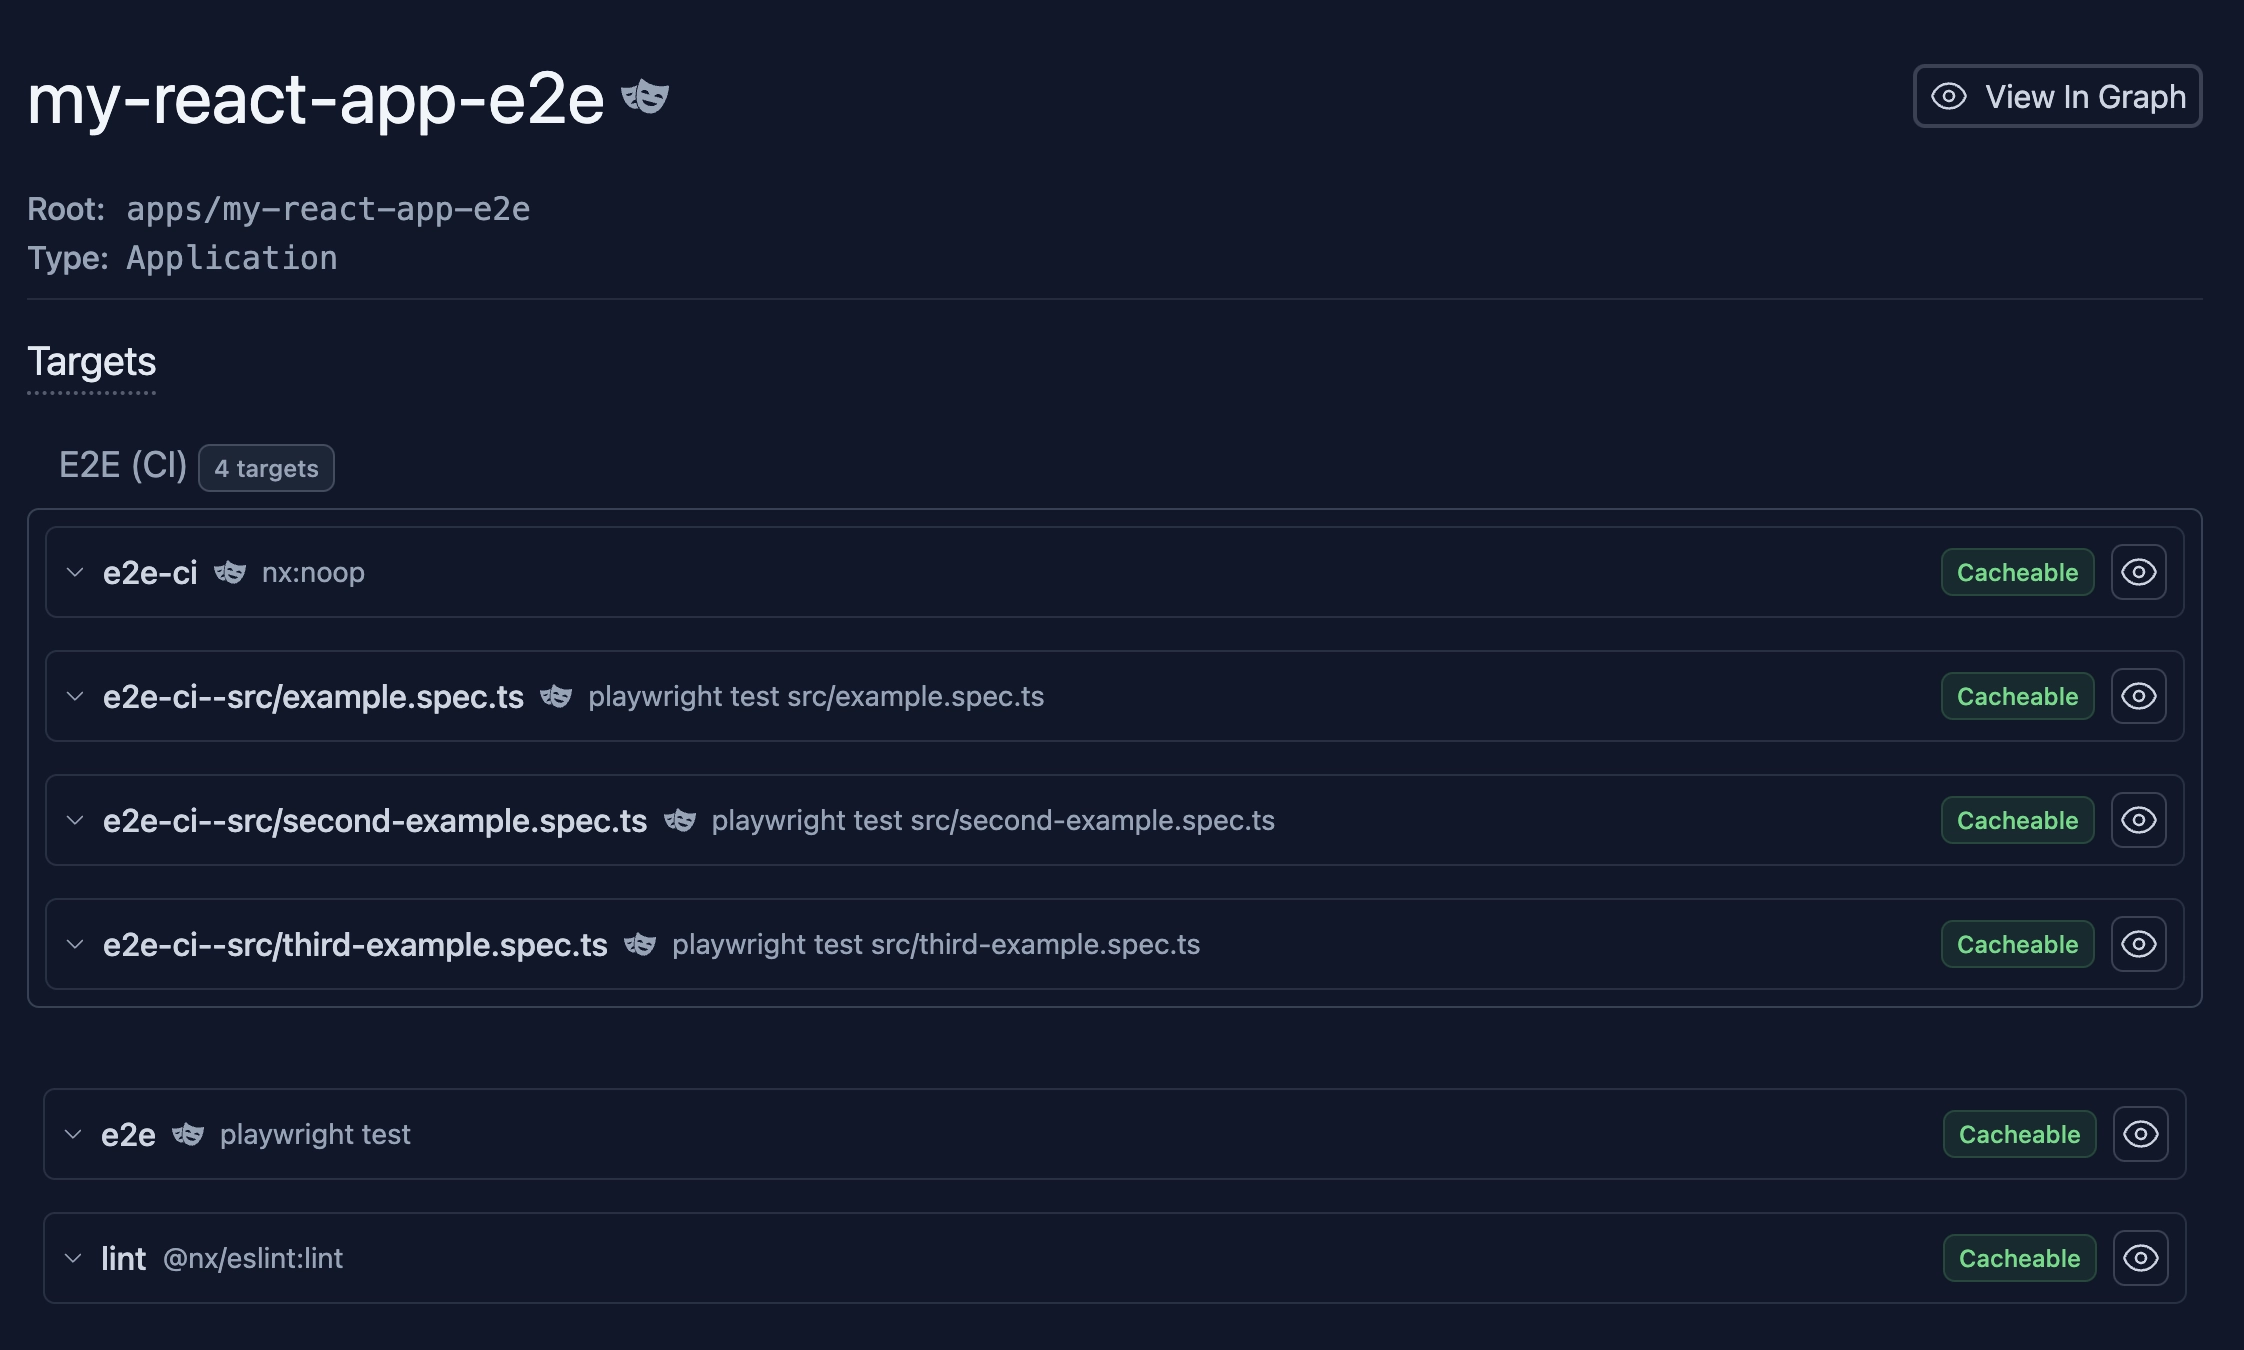 my-react-app-e2e
View In Graph
Root: apps/my-react-app-e2e
Type: Application
Targets
E2E (CI) 4 targets
e2e-ci nx:noop Cacheable
e2e-ci--src/example.spec.ts playwright test src/example.spec.ts Cacheable
e2e-ci--src/second-example.spec.ts playwright test src/second-example.spec.ts Cacheable
e2e-ci--src/third-example.spec.ts playwright test src/third-example.spec.ts Cacheable
e2e playwright test Cacheable
lint @nx/eslint:lint Cacheable